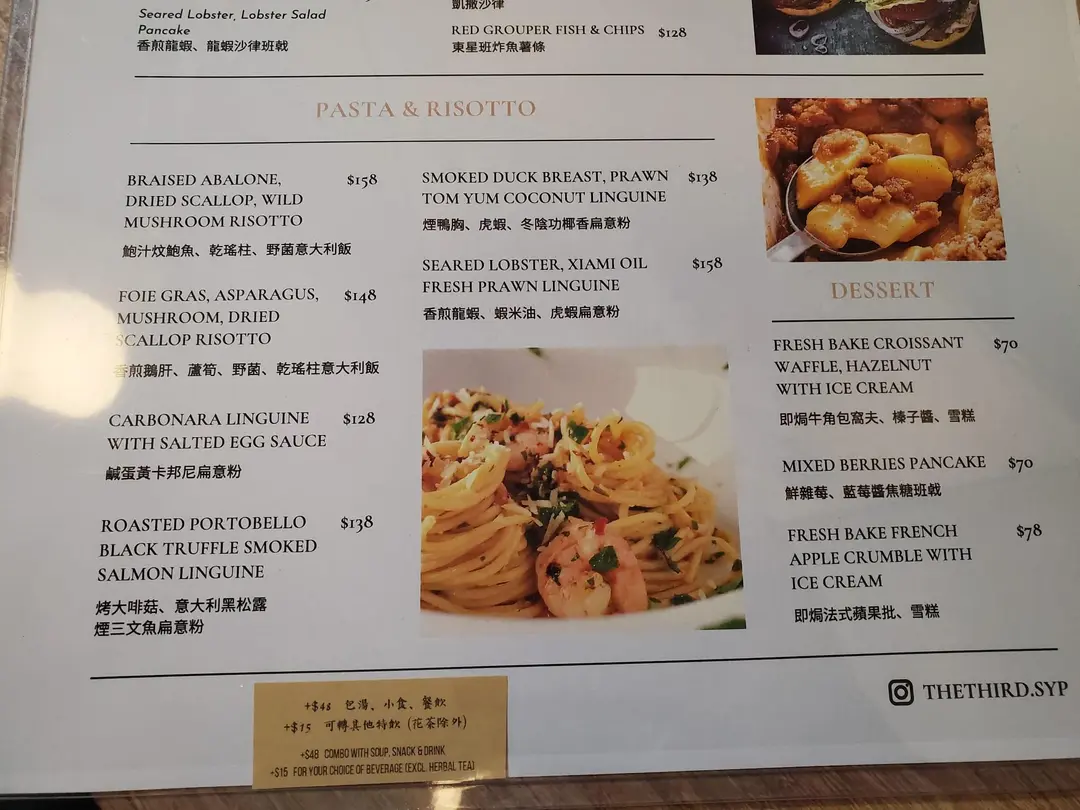 Seared Lobster, Lobster Salad
Pancake
香煎龍蝦、龍蝦沙律班戟
凱撒沙律
RED GROUPER FISH & CHIPS $128
東星班炸魚薯條
PASTA & RISOTTO
BRAISED ABALONE, $158
DRIED SCALLOP, WILD
MUSHROOM RISOTTO
鮑汁炆鮑魚、乾瑤柱、野菌意大利飯
FOIE GRAS, ASPARAGUS, $148
MUSHROOM, DRIED
SCALLOP RISOTTO
香煎鵝肝、蘆筍、野菌、乾瑤柱意大利飯
CARBONARA LINGUINE $128
WITH SALTED EGG SAUCE
鹹蛋黃卡邦尼扁意粉
ROASTED PORTOBELLO $138
BLACK TRUFFLE SMOKED
SALMON LINGUINE
烤大啡菇、意大利黑松露
煙三文魚扁意粉
SMOKED DUCK BREAST, PRAWN $138
TOM YUM COCONUT LINGUINE
煙鴨胸、虎蝦、冬陰功椰香扁意粉
SEARED LOBSTER, XIAMI OIL $158
FRESH PRAWN LINGUINE
香煎龍蝦、蝦米油、虎蝦扁意粉
DESSERT
FRESH BAKE CROISSANT $70
WAFFLE, HAZELNUT
WITH ICE CREAM
即焗牛角包窩夫、榛子醬、雪糕
MIXED BERRIES PANCAKE $70
鮮雜莓、藍莓醬焦糖班戟
FRESH BAKE FRENCH $78
APPLE CRUMBLE WITH
ICE CREAM
即焗法式蘋果批、雪糕
THETHIRD.SYP
+$48 包湯、小食、餐飲
+$15 可轉其他特飲 (花茶除外)
+$48 COMBO WITH SOUP, SNACK & DRINK
+$15 FOR YOUR CHOICE OF BEVERAGE (EXCL. HERBAL TEA)